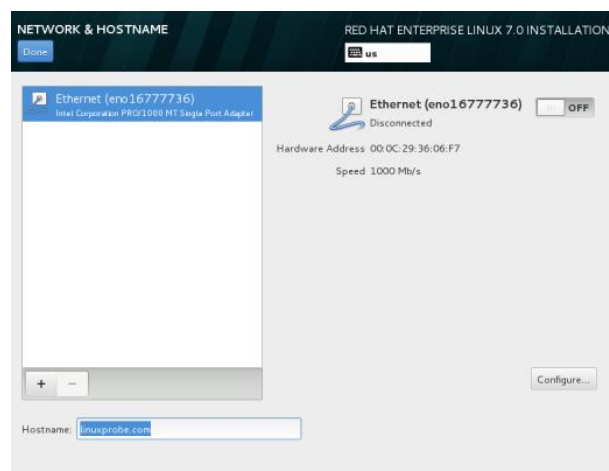 NETWORK & HOSTNAME
RED HAT ENTERPRISE LINUX 7.0 INSTALLATION
Done
us
Ethernet (eno16777736)
Intel Corporation PRO/1000 MT Single Port Adapter
Ethernet (eno16777736)
OFF
Disconnected
Hardware Address 00:0C:29:36:06:F7
Speed 1000 Mb/s
+ −
Configure...
Hostname: linuxprobe.com